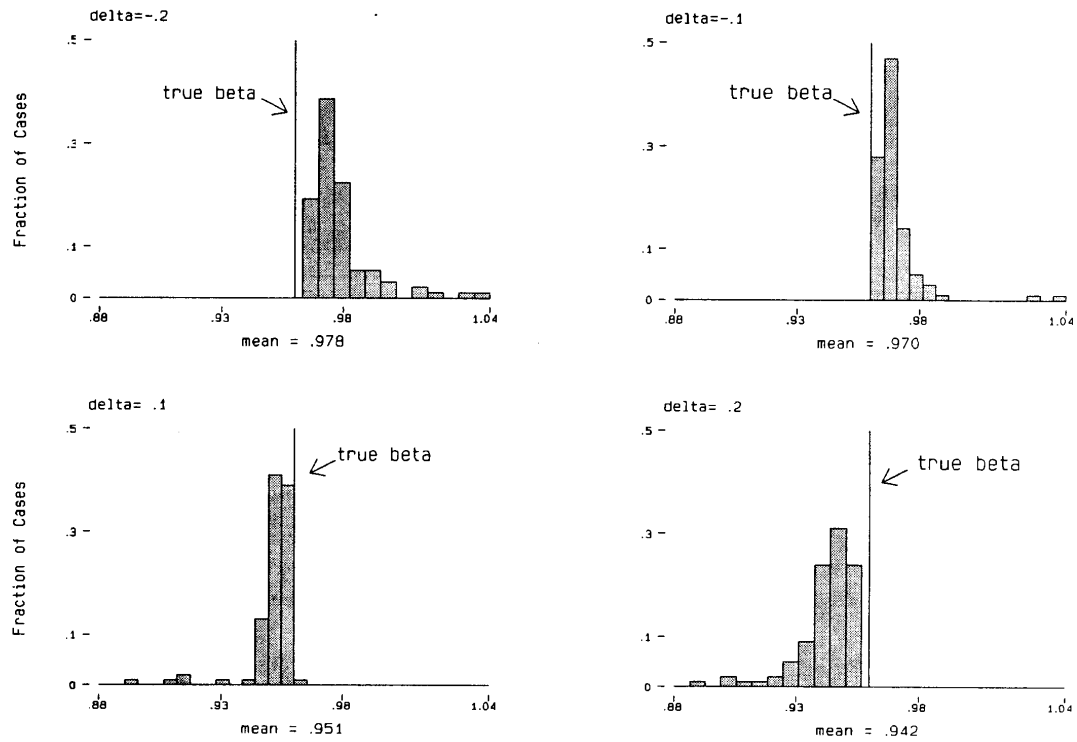 delta=-.2
.5
true beta
Fraction of Cases
.3
.1
0
.88
.93
.98
1.04
mean = .978
delta=-.1
.5
true beta
.3
.1
0
.88
.93
.98
1.04
mean = .970
delta= .1
.5
true beta
Fraction of Cases
.3
.1
0
.88
.93
.98
1.04
mean = .951
delta= .2
.5
true beta
.3
.1
0
.88
.93
.98
1.04
mean = .942